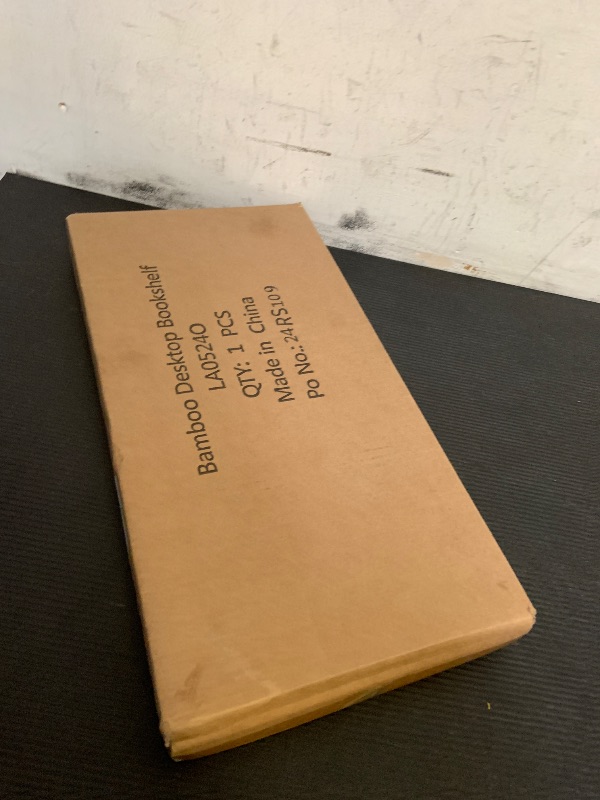 Bamboo Desktop Bookshelf
LA0524O
QTY: 1 PCS
Made in China
Po No.: 24RS109